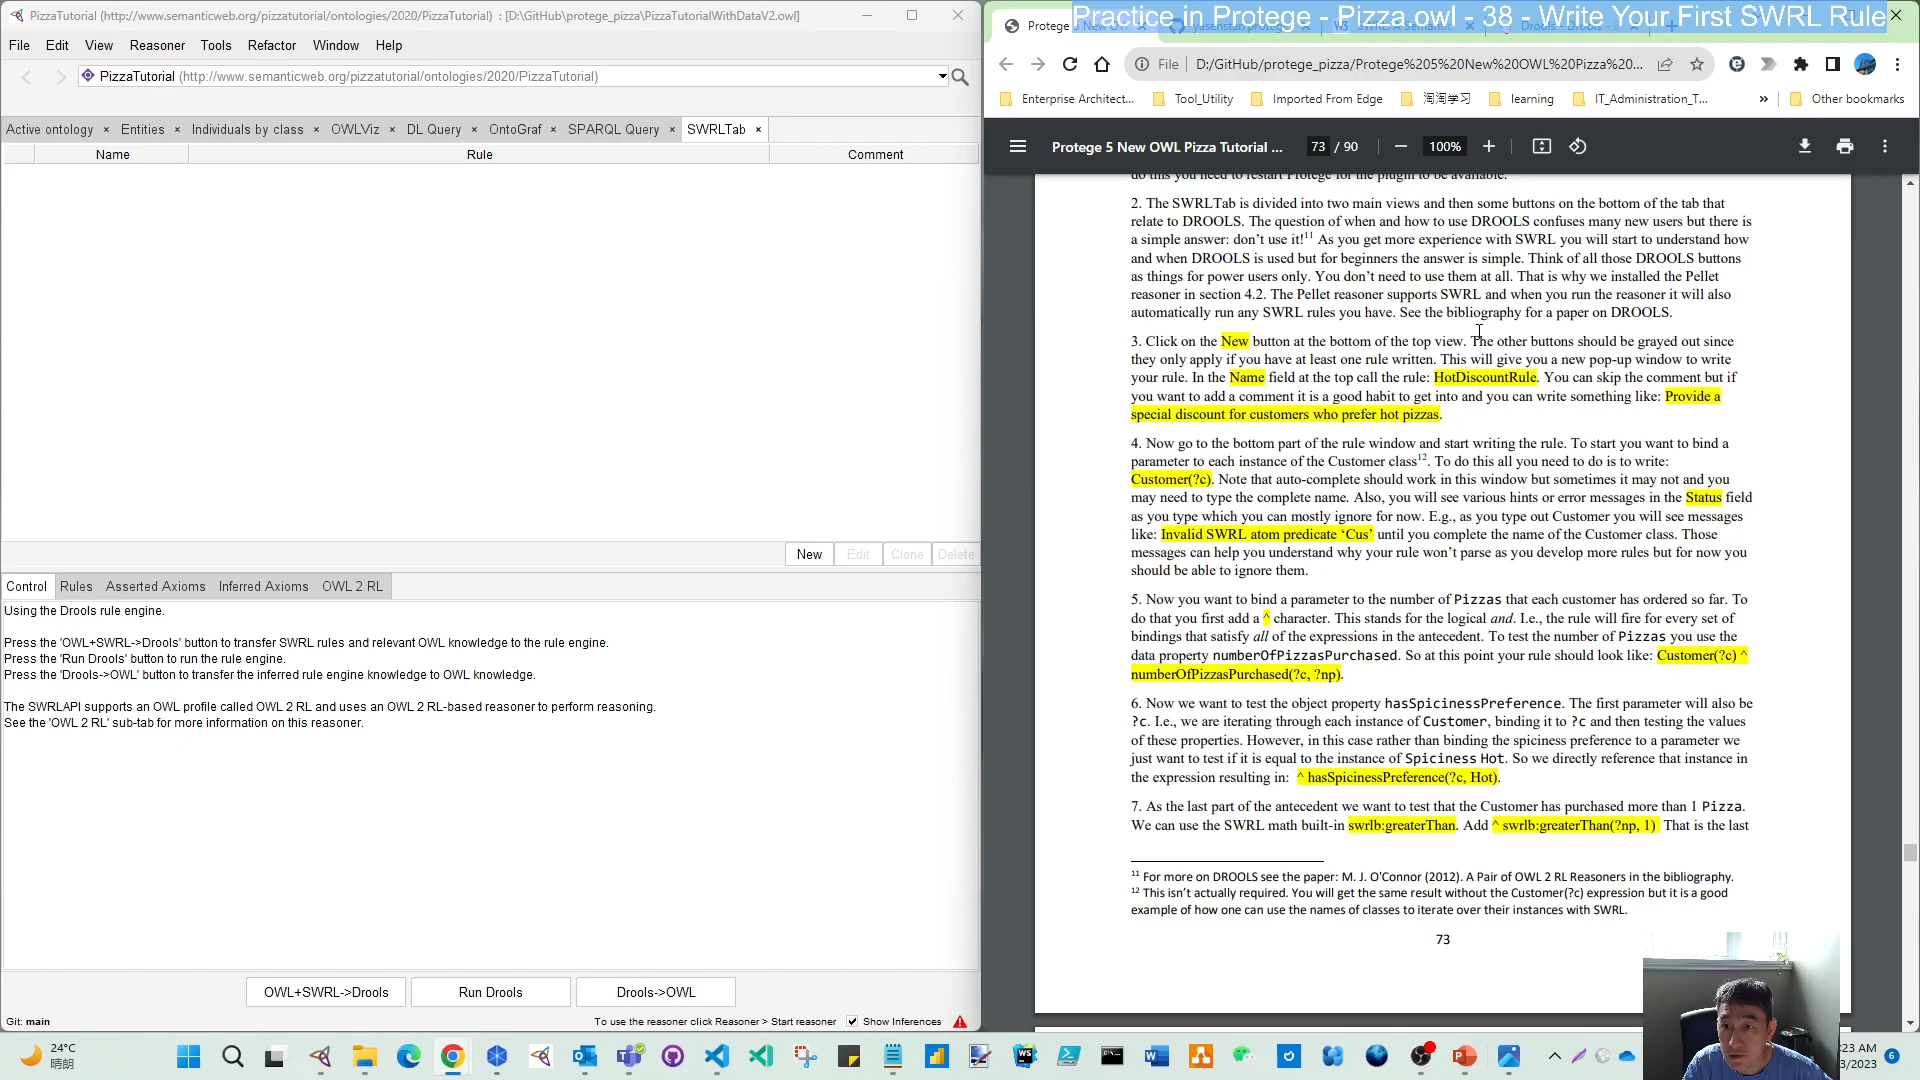 PizzaTutorial (http://www.semanticweb.org/pizzatutorial/ontologies/2020/PizzaTutorial) : [D:\GitHub\protege_pizza\PizzaTutorialWithDataV2.owl]
File Edit View Reasoner Tools Refactor Window Help
PizzaTutorial (http://www.semanticweb.org/pizzatutorial/ontologies/2020/PizzaTutorial)
Active ontology × Entities × Individuals by class × OWLViz × DL Query × OntoGraf × SPARQL Query × SWRLTab ×
Name Rule Comment
New Edit Clone Delete
Control Rules Asserted Axioms Inferred Axioms OWL 2 RL
Using the Drools rule engine.
Press the 'OWL+SWRL->Drools' button to transfer SWRL rules and relevant OWL knowledge to the rule engine.
Press the 'Run Drools' button to run the rule engine.
Press the 'Drools->OWL' button to transfer the inferred rule engine knowledge to OWL knowledge.
The SWRLAPI supports an OWL profile called OWL 2 RL and uses an OWL 2 RL-based reasoner to perform reasoning.
See the 'OWL 2 RL' sub-tab for more information on this reasoner.
OWL+SWRL->Drools Run Drools Drools->OWL
Git: main To use the reasoner click Reasoner > Start reasoner Show Inferences
Practice in Protege - Pizza.owl - 38 - Write Your First SWRL Rule
Protege 5 New O
File D:/GitHub/protege_pizza/Protege%205%20New%20OWL%20Pizza%20...
Enterprise Architect... Tool_Utility Imported From Edge 淘淘学习 learning IT_Administration_T... » Other bookmarks
Protege 5 New OWL Pizza Tutorial ... 73 / 90 100%
do this you need to restart Protege for the plugin to be available.
2. The SWRLTab is divided into two main views and then some buttons on the bottom of the tab that
relate to DROOLS. The question of when and how to use DROOLS confuses many new users but there is
a simple answer: don't use it!11 As you get more experience with SWRL you will start to understand how
and when DROOLS is used but for beginners the answer is simple. Think of all those DROOLS buttons
as things for power users only. You don't need to use them at all. That is why we installed the Pellet
reasoner in section 4.2. The Pellet reasoner supports SWRL and when you run the reasoner it will also
automatically run any SWRL rules you have. See the bibliography for a paper on DROOLS.
3. Click on the New button at the bottom of the top view. The other buttons should be grayed out since
they only apply if you have at least one rule written. This will give you a new pop-up window to write
your rule. In the Name field at the top call the rule: HotDiscountRule. You can skip the comment but if
you want to add a comment it is a good habit to get into and you can write something like: Provide a
special discount for customers who prefer hot pizzas.
4. Now go to the bottom part of the rule window and start writing the rule. To start you want to bind a
parameter to each instance of the Customer class12. To do this all you need to do is to write:
Customer(?c). Note that auto-complete should work in this window but sometimes it may not and you
may need to type the complete name. Also, you will see various hints or error messages in the Status field
as you type which you can mostly ignore for now. E.g., as you type out Customer you will see messages
like: Invalid SWRL atom predicate ‘Cus’ until you complete the name of the Customer class. Those
messages can help you understand why your rule won't parse as you develop more rules but for now you
should be able to ignore them.
5. Now you want to bind a parameter to the number of Pizzas that each customer has ordered so far. To
do that you first add a ^ character. This stands for the logical and. I.e., the rule will fire for every set of
bindings that satisfy all of the expressions in the antecedent. To test the number of Pizzas you use the
data property numberOfPizzasPurchased. So at this point your rule should look like: Customer(?c) ^
numberOfPizzasPurchased(?c, ?np).
6. Now we want to test the object property hasSpicinessPreference. The first parameter will also be
?c. I.e., we are iterating through each instance of Customer, binding it to ?c and then testing the values
of these properties. However, in this case rather than binding the spiciness preference to a parameter we
just want to test if it is equal to the instance of Spiciness Hot. So we directly reference that instance in
the expression resulting in: ^ hasSpicinessPreference(?c, Hot).
7. As the last part of the antecedent we want to test that the Customer has purchased more than 1 Pizza.
We can use the SWRL math built-in swrlb:greaterThan. Add ^ swrlb:greaterThan(?np, 1) That is the last
11 For more on DROOLS see the paper: M. J. O'Connor (2012). A Pair of OWL 2 RL Reasoners in the bibliography.
12 This isn't actually required. You will get the same result without the Customer(?c) expression but it is a good
example of how one can use the names of classes to iterate over their instances with SWRL.
73
24°C
晴朗
:23 AM
3/2023
6